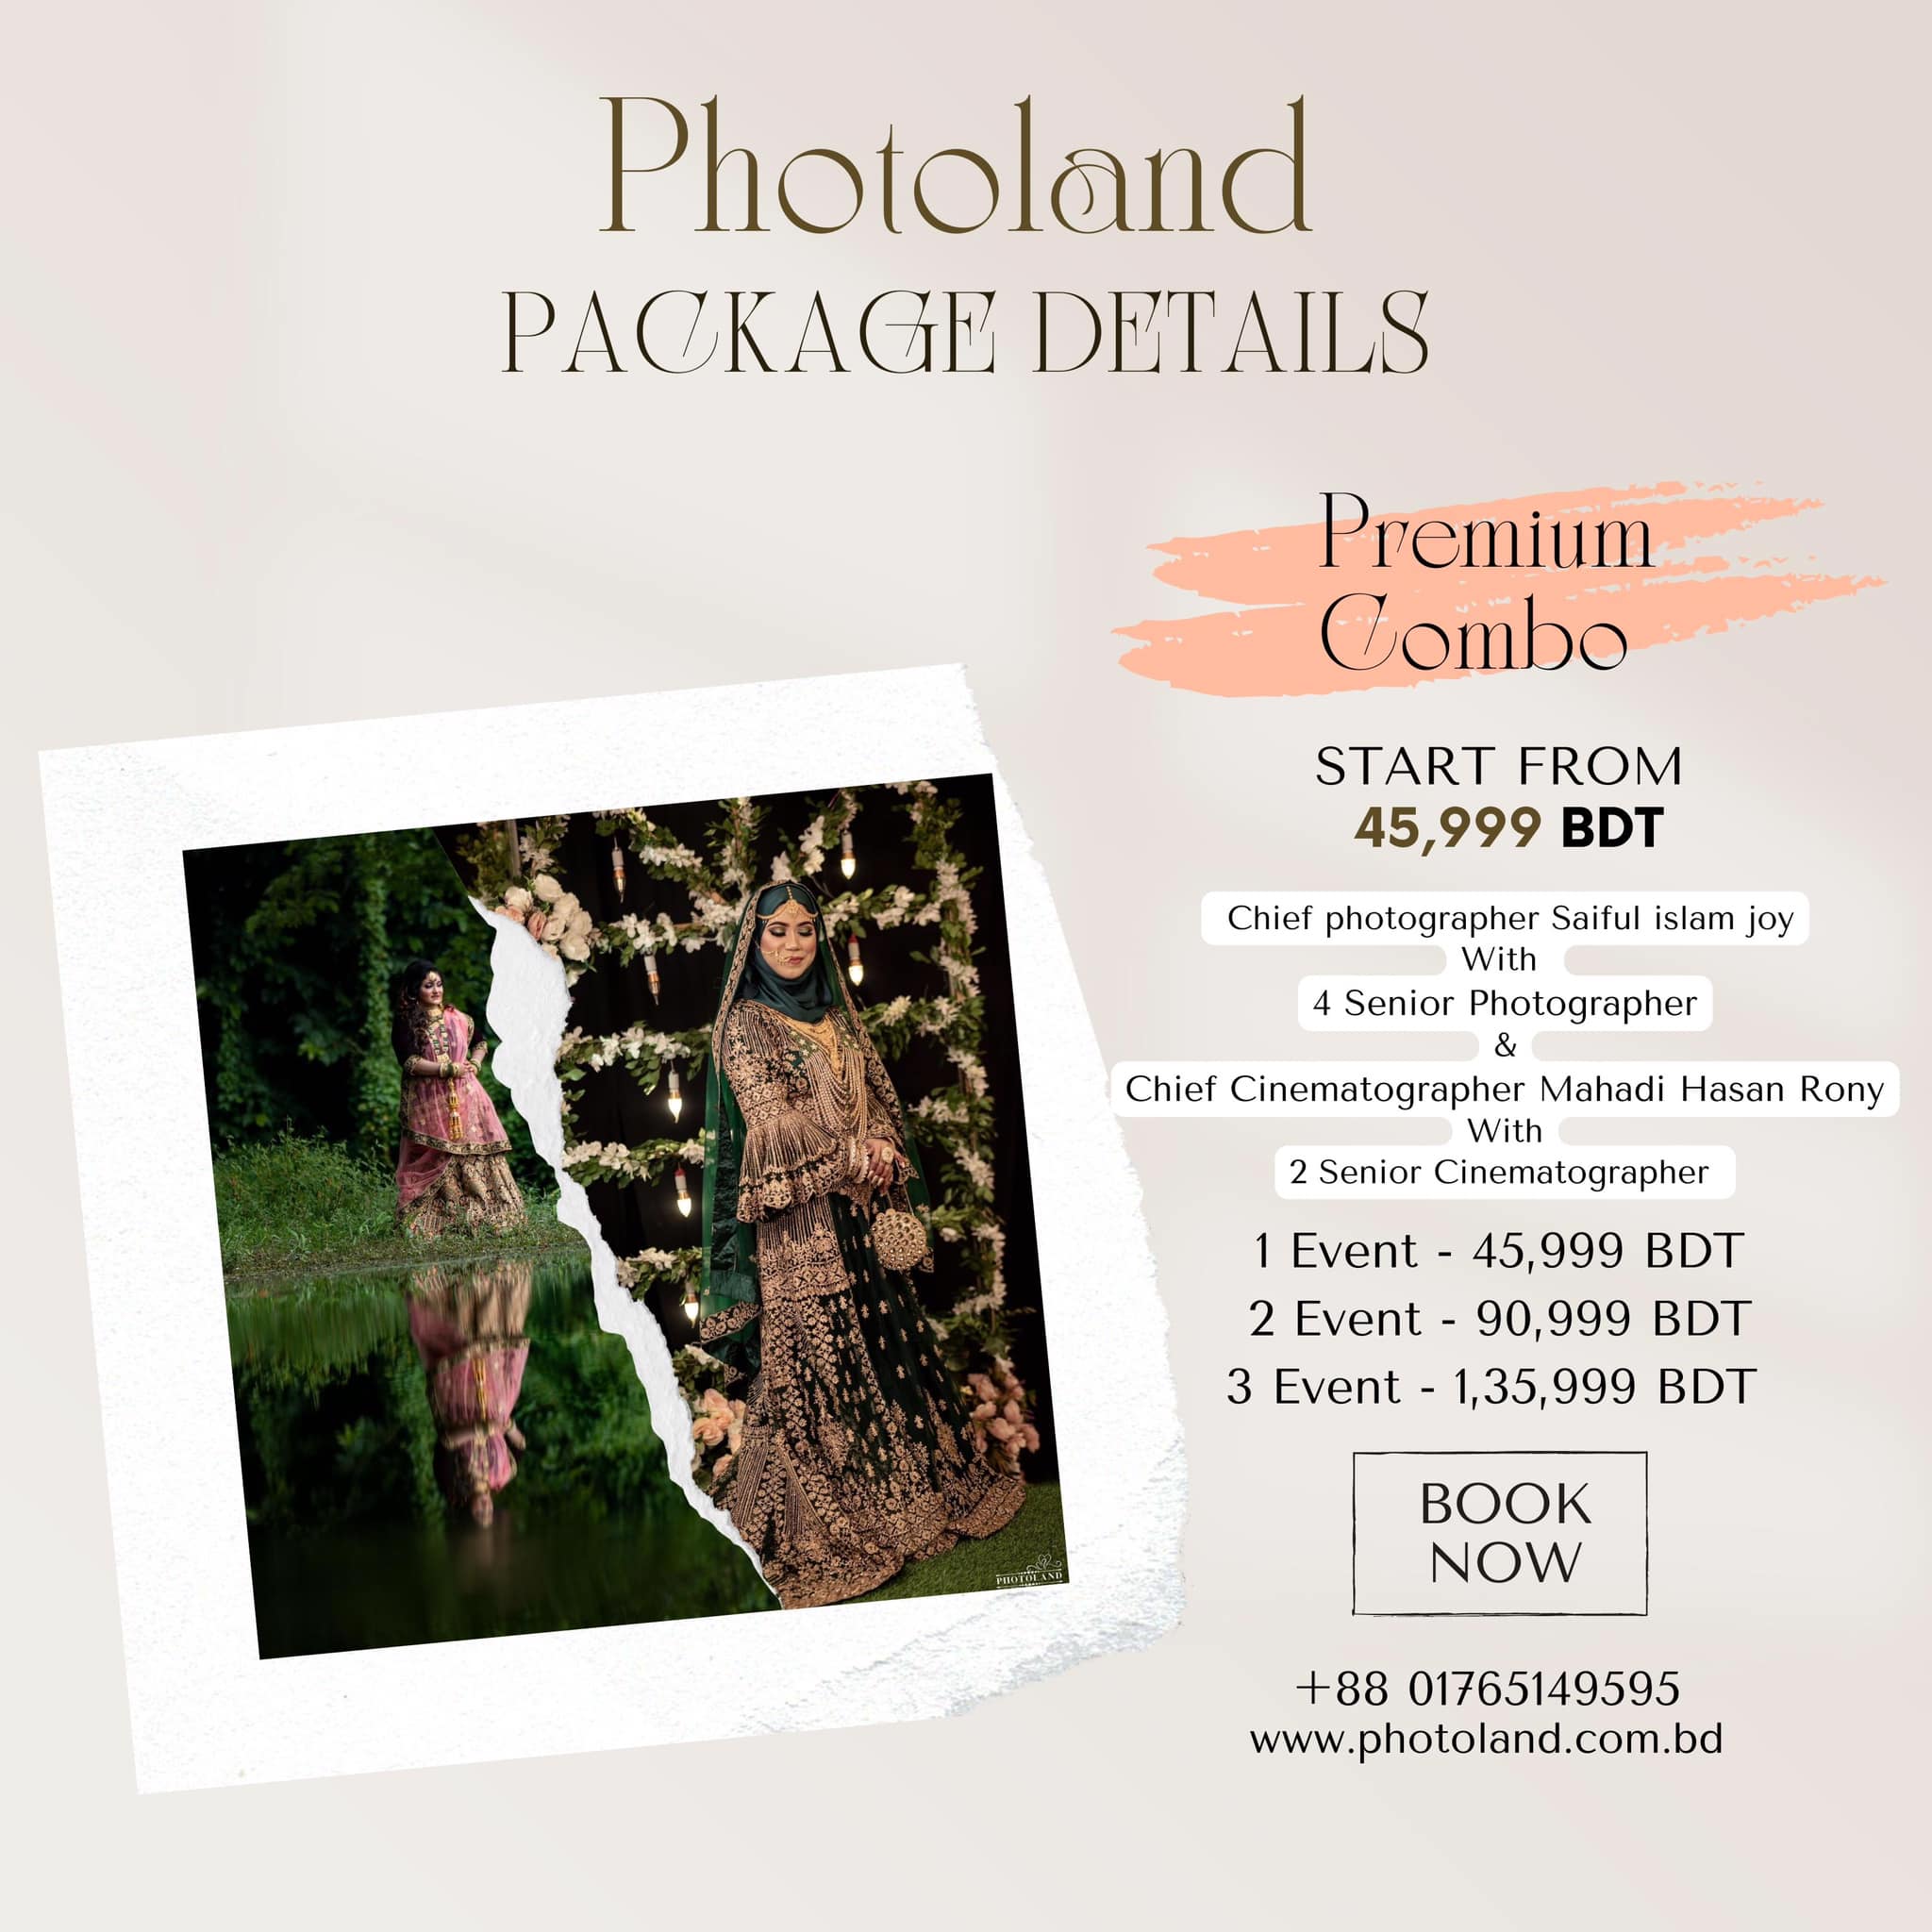 Photoland
PACKAGE DETAILS
Premium
Combo
START FROM
45,999 BDT
Chief photographer Saiful islam joy
With
4 Senior Photographer
&
Chief Cinematographer Mahadi Hasan Rony
With
2 Senior Cinematographer
1 Event - 45,999 BDT
2 Event - 90,999 BDT
3 Event - 1,35,999 BDT
BOOK
NOW
+88 01765149595
www.photoland.com.bd
PHOTOLAND